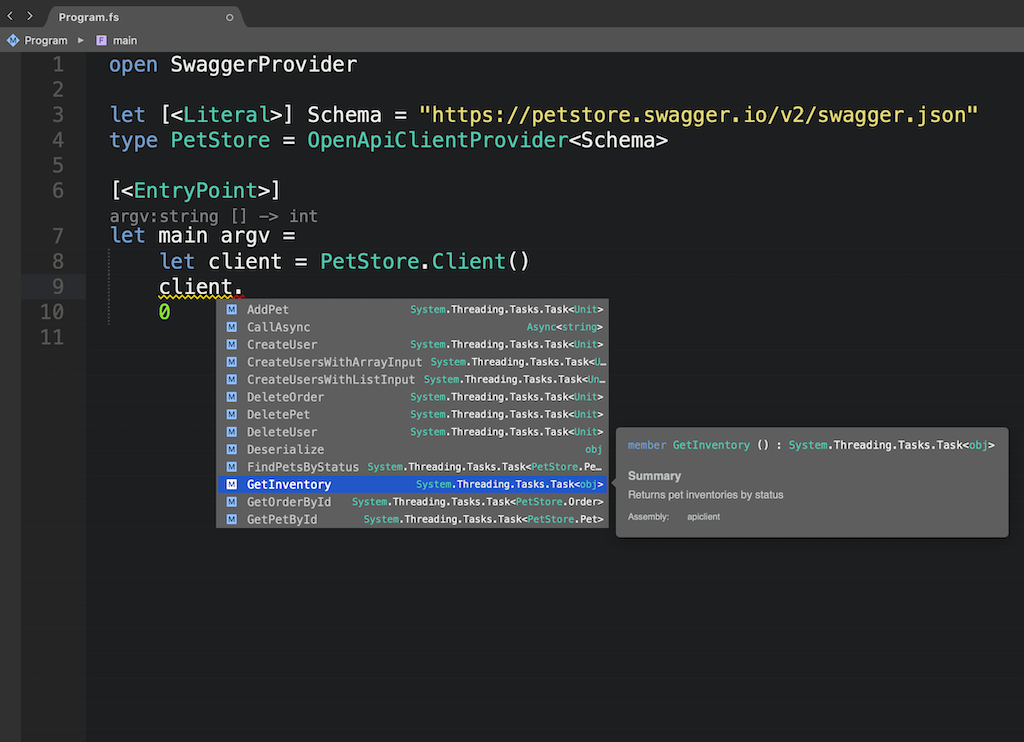 Program.fs
Program ▸ F main
1 open SwaggerProvider
2
3 let [<Literal>] Schema = "https://petstore.swagger.io/v2/swagger.json"
4 type PetStore = OpenApiClientProvider<Schema>
5
6 [<EntryPoint>]
argv:string [] -> int
7 let main argv =
8 let client = PetStore.Client()
9 client.
10 0
11
M AddPet System.Threading.Tasks.Task<Unit>
M CallAsync Async<string>
M CreateUser System.Threading.Tasks.Task<Unit>
M CreateUsersWithArrayInput System.Threading.Tasks.Task<U…
M CreateUsersWithListInput System.Threading.Tasks.Task<Un…
M DeleteOrder System.Threading.Tasks.Task<Unit>
M DeletePet System.Threading.Tasks.Task<Unit>
M DeleteUser System.Threading.Tasks.Task<Unit>
M Deserialize obj
M FindPetsByStatus System.Threading.Tasks.Task<PetStore.Pe…
M GetInventory System.Threading.Tasks.Task<obj>
M GetOrderById System.Threading.Tasks.Task<PetStore.Order>
M GetPetById System.Threading.Tasks.Task<PetStore.Pet>
member GetInventory () : System.Threading.Tasks.Task<obj>
Summary
Returns pet inventories by status
Assembly: apiclient